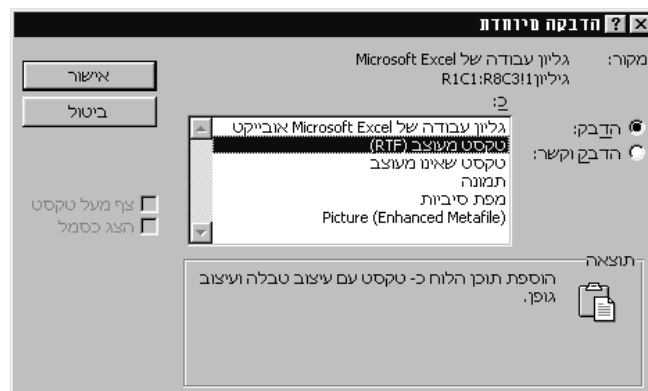 הדבקה מיוחדת
מקור: גליון עבודה של Microsoft Excel
גיליון1!R1C1:R8C3
אישור
ביטול
כ:
הדבק:
הדבק וקשר:
גליון עבודה של Microsoft Excel אובייקט
טקסט מעוצב (RTF)
טקסט שאינו מעוצב
תמונה
מפת סיביות
Picture (Enhanced Metafile)
צף מעל טקסט
הצג כסמל
תוצאה
הוספת תוכן הלוח כ- טקסט עם עיצוב טבלה ועיצוב
גופן.